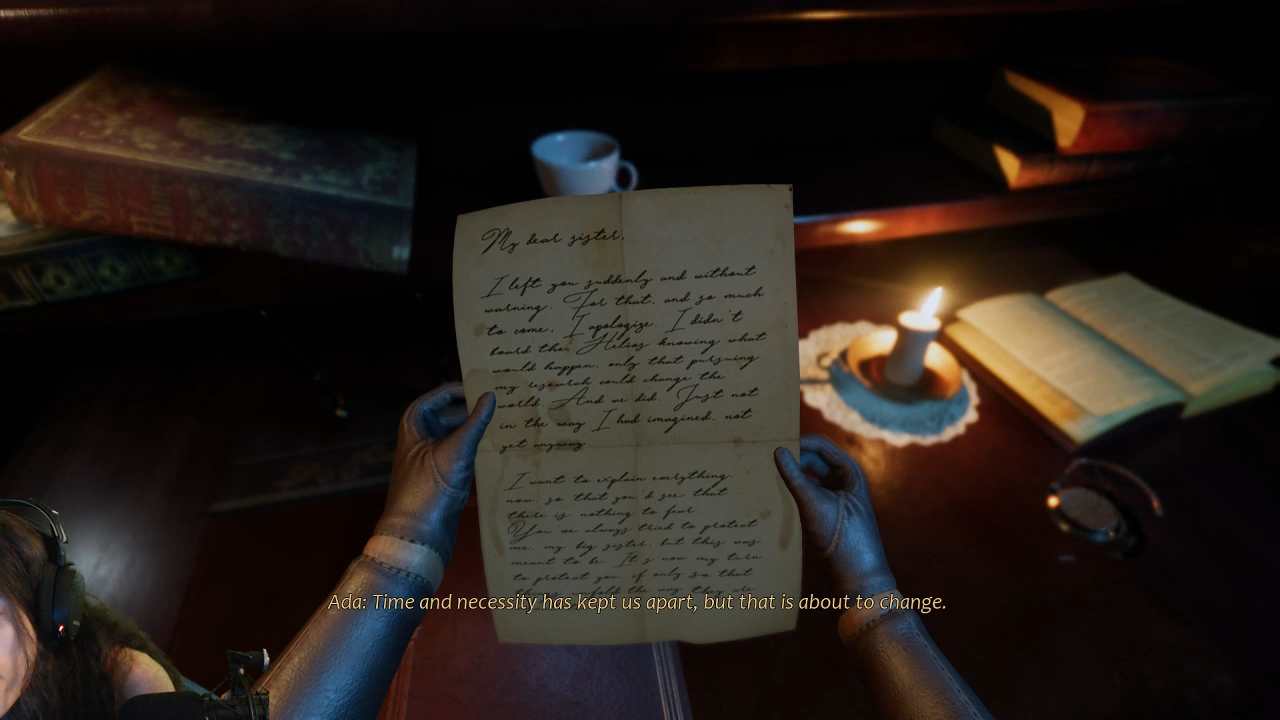 My dear sister,
I left you suddenly and without
warning. For that, and so much
to come, I apologize. I didn't
board the Helios knowing what
would happen, only that pursuing
my research could change the
world. And we did. Just not
in the way I had imagined, not
yet anyway.
I want to explain everything
now, so that you'd see that
there is nothing to fear
You've always tried to protect
me, my big sister, but this was
meant to be. It's now my turn
to protect you, if only so that
the way they are
Ada: Time and necessity has kept us apart, but that is about to change.